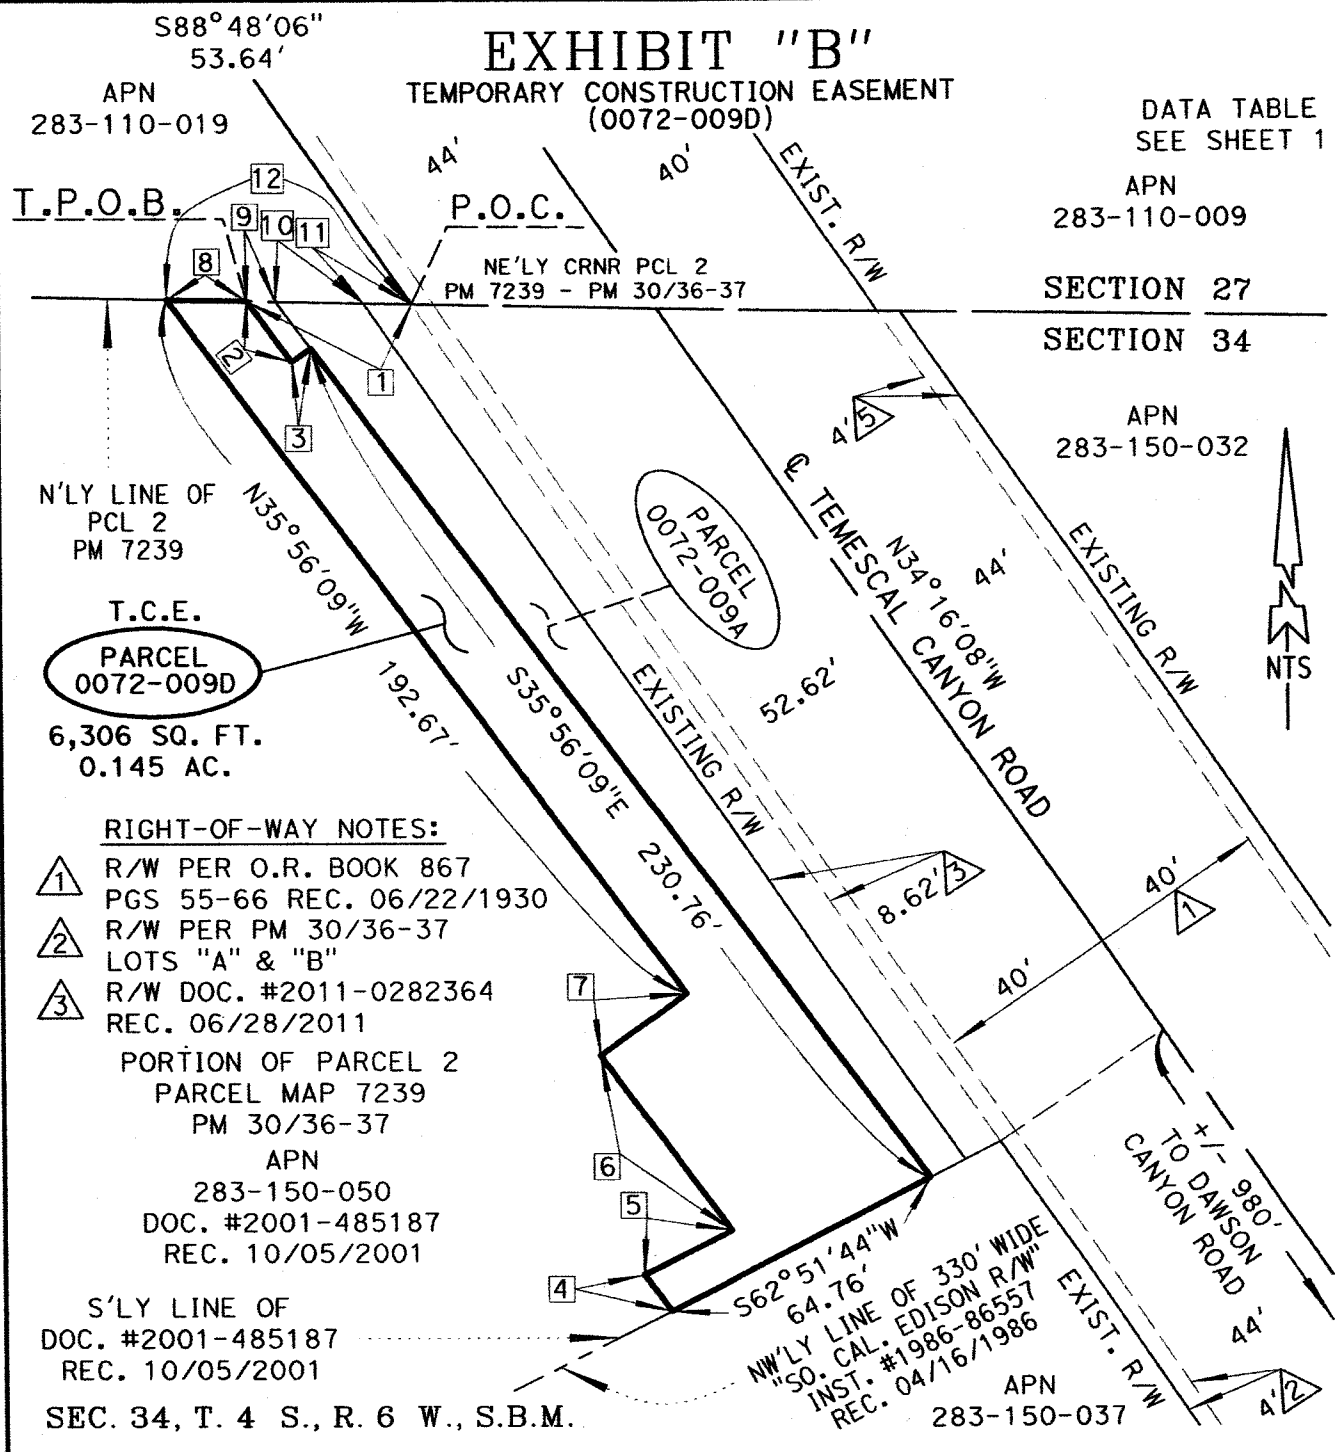 S88°48'06"
53.64'
EXHIBIT "B"
TEMPORARY CONSTRUCTION EASEMENT
(0072-009D)
APN
283-110-019
DATA TABLE
SEE SHEET 1
44'
40'
EXIST. R/W
APN
283-110-009
12
T.P.O.B.
P.O.C.
9
10
11
8
NE'LY CRNR PCL 2
PM 7239 - PM 30/36-37
SECTION 27
SECTION 34
2
1
3
4'
5
APN
283-150-032
N'LY LINE OF
PCL 2
PM 7239
N35°56'09"W
192.67'
PARCEL
0072-009A
℄ TEMESCAL CANYON ROAD
N34°16'08"W
44'
EXISTING R/W
NTS
T.C.E.
PARCEL
0072-009D
6,306 SQ. FT.
0.145 AC.
S35°56'09"E
230.76'
EXISTING R/W
52.62'
RIGHT-OF-WAY NOTES:
1 R/W PER O.R. BOOK 867
PGS 55-66 REC. 06/22/1930
2 R/W PER PM 30/36-37
LOTS "A" & "B"
3 R/W DOC. #2011-0282364
REC. 06/28/2011
8.62'
3
40'
1
40'
7
PORTION OF PARCEL 2
PARCEL MAP 7239
PM 30/36-37
APN
283-150-050
DOC. #2001-485187
REC. 10/05/2001
6
5
4
S'LY LINE OF
DOC. #2001-485187
REC. 10/05/2001
S62°51'44"W
64.76'
NW'LY LINE OF 330' WIDE
"SO. CAL. EDISON R/W"
INST. #1986-86557
REC. 04/16/1986
+/- 980'
TO DAWSON
CANYON ROAD
EXIST. R/W
44'
4'
2
APN
283-150-037
SEC. 34, T. 4 S., R. 6 W., S.B.M.